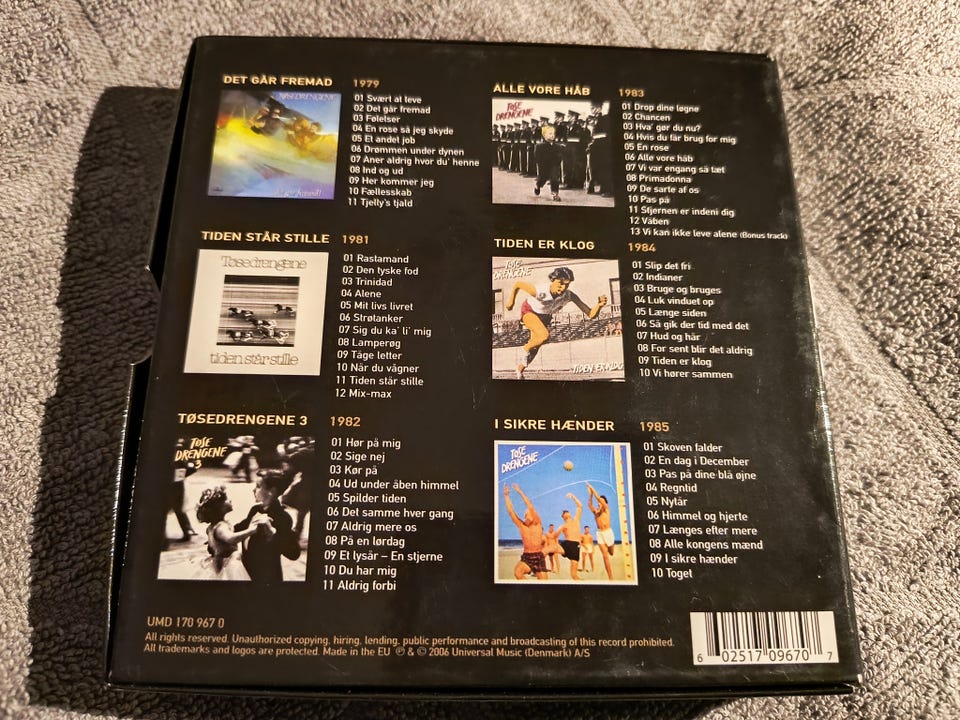 DET GÅR FREMAD 1979
TØSEDRENGENE
01 Svært at leve
02 Det går fremad
03 Følelser
04 En rose så jeg skyde
05 Et andel job
06 Drømmen under dynen
07 Aner aldrig hvor du' henne
08 Ind og ud
09 Her kommer jeg
10 Fællesskab
11 Tjelly's tjald
TIDEN STÅR STILLE 1981
Tøsedrengene
tiden står stille
01 Rastamand
02 Den tyske fod
03 Trinidad
04 Alene
05 Mit livs livret
06 Strøtanker
07 Sig du ka' li' mig
08 Lamperøg
09 Tåge letter
10 Når du vågner
11 Tiden står stille
12 Mix-max
TØSEDRENGENE 3 1982
TØSE
DRENGENE
3
01 Hør på mig
02 Sige nej
03 Kør på
04 Ud under åben himmel
05 Spilder tiden
06 Det samme hver gang
07 Aldrig mere os
08 På en lørdag
09 Et lysår – En stjerne
10 Du har mig
11 Aldrig forbi
ALLE VORE HÅB 1983
TØSE
DRENGENE
01 Drop dine løgne
02 Chancen
03 Hva' gør du nu?
04 Hvis du får brug for mig
05 En rose
06 Alle vore håb
07 Vi var engang så tæt
08 Primadonna
09 De sarte af os
10 Pas på
11 Stjernen er indeni dig
12 Våben
13 Vi kan ikke leve alene (Bonus track)
TIDEN ER KLOG 1984
TØSE
DRENGENE
TIDEN ER KLOG
01 Slip det fri
02 Indianer
03 Bruge og bruges
04 Luk vinduet op
05 Længe siden
06 Så gik der tid med det
07 Hud og hår
08 For sent blir det aldrig
09 Tiden er klog
10 Vi hører sammen
I SIKRE HÆNDER 1985
TØSE
DRENGENE
01 Skoven falder
02 En dag i December
03 Pas på dine blå øjne
04 Regntid
05 Nytår
06 Himmel og hjerte
07 Længes efter mere
08 Alle kongens mænd
09 I sikre hænder
10 Toget
UMD 170 967 0
All rights reserved. Unauthorized copying, hiring, lending, public performance and broadcasting of this record prohibited.
All trademarks and logos are protected. Made in the EU ℗ & © 2006 Universal Music (Denmark) A/S
6 02517 09670 7